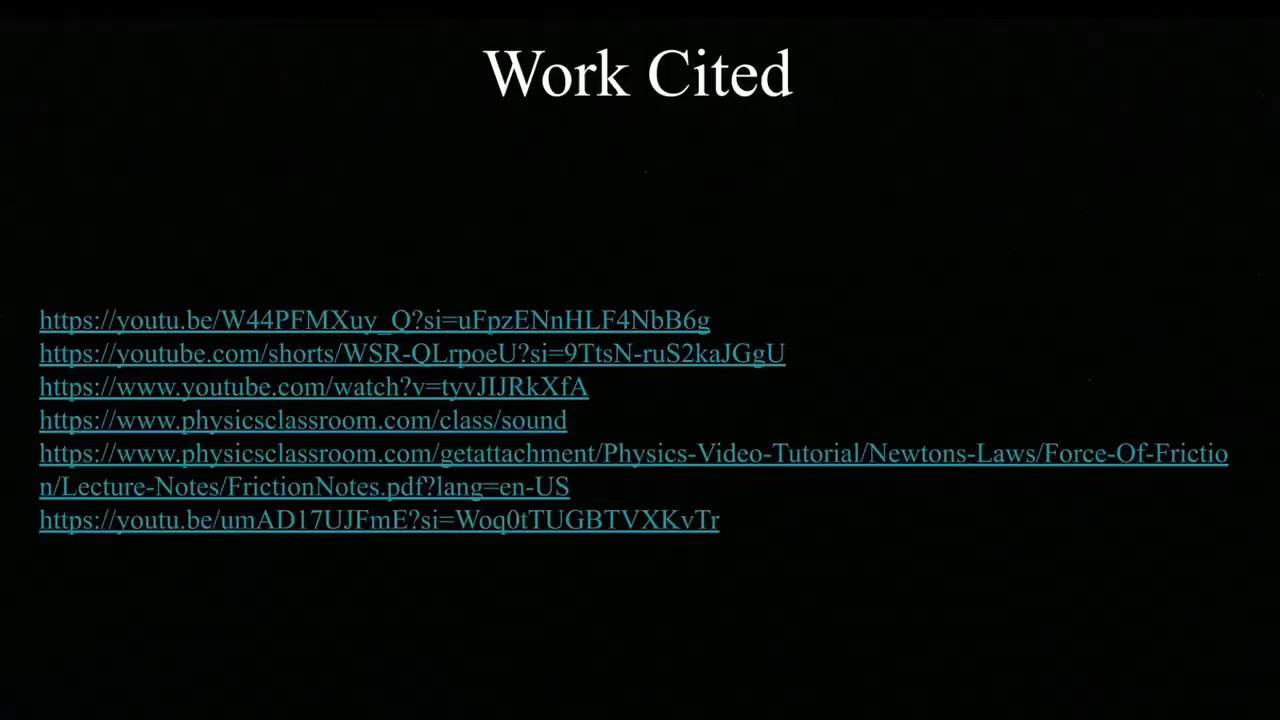 Work Cited
https://youtu.be/W44PFMXuy_Q?si=uFpzENnHLF4NbB6g
https://youtube.com/shorts/WSR-QLrpoeU?si=9TtsN-ruS2kaJGgU
https://www.youtube.com/watch?v=tyvJIJRkXfA
https://www.physicsclassroom.com/class/sound
https://www.physicsclassroom.com/getattachment/Physics-Video-Tutorial/Newtons-Laws/Force-Of-Frictio
n/Lecture-Notes/FrictionNotes.pdf?lang=en-US
https://youtu.be/umAD17UJFmE?si=Woq0tTUGBTVXKvTr